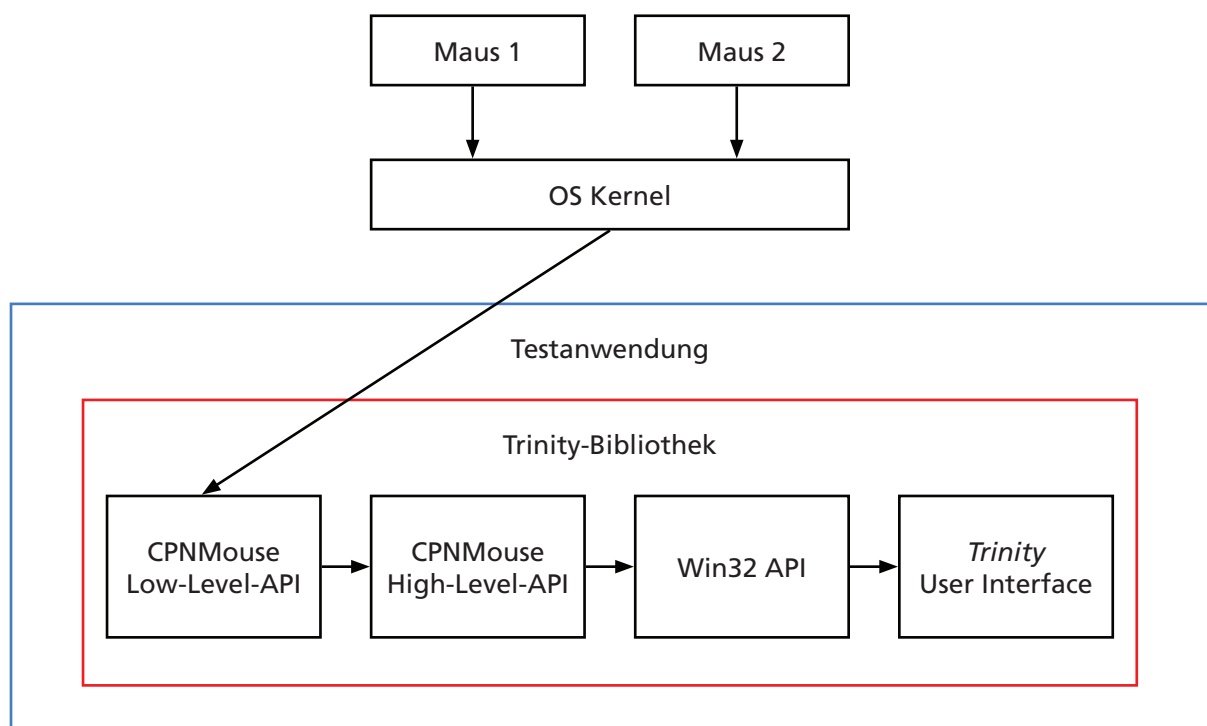 Maus 1
Maus 2
OS Kernel
Testanwendung
Trinity-Bibliothek
CPNMouse
Low-Level-API
CPNMouse
High-Level-API
Win32 API
Trinity
User Interface